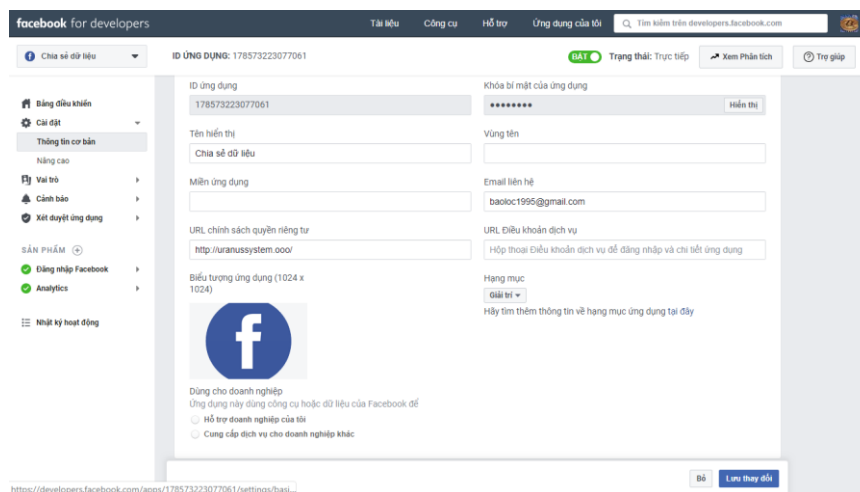 facebook for developers Tài liệu Công cụ Hỗ trợ Ứng dụng của tôi Tìm kiếm trên developers.facebook.com
Chia sẻ dữ liệu ID ỨNG DỤNG: 178573223077061 BẬT Trạng thái: Trực tiếp Xem Phân tích Trợ giúp
Bảng điều khiển
Cài đặt
Thông tin cơ bản
Nâng cao
Vai trò
Cảnh báo
Xét duyệt ứng dụng
SẢN PHẨM
Đăng nhập Facebook
Analytics
Nhật ký hoạt động
ID ứng dụng Khóa bí mật của ứng dụng
178573223077061 ●●●●●●●● Hiển thị
Tên hiển thị Vùng tên
Chia sẻ dữ liệu
Miền ứng dụng Email liên hệ
baoloc1995@gmail.com
URL chính sách quyền riêng tư URL Điều khoản dịch vụ
http://uranussystem.ooo/ Hộp thoại Điều khoản dịch vụ để đăng nhập và chi tiết ứng dụng
Biểu tượng ứng dụng (1024 x Hạng mục
1024) Giải trí
Hãy tìm thêm thông tin về hạng mục ứng dụng tại đây
f
Dùng cho doanh nghiệp
Ứng dụng này dùng công cụ hoặc dữ liệu của Facebook để
Hỗ trợ doanh nghiệp của tôi
Cung cấp dịch vụ cho doanh nghiệp khác
Bỏ Lưu thay đổi
https://developers.facebook.com/apps/178573223077061/settings/basi...